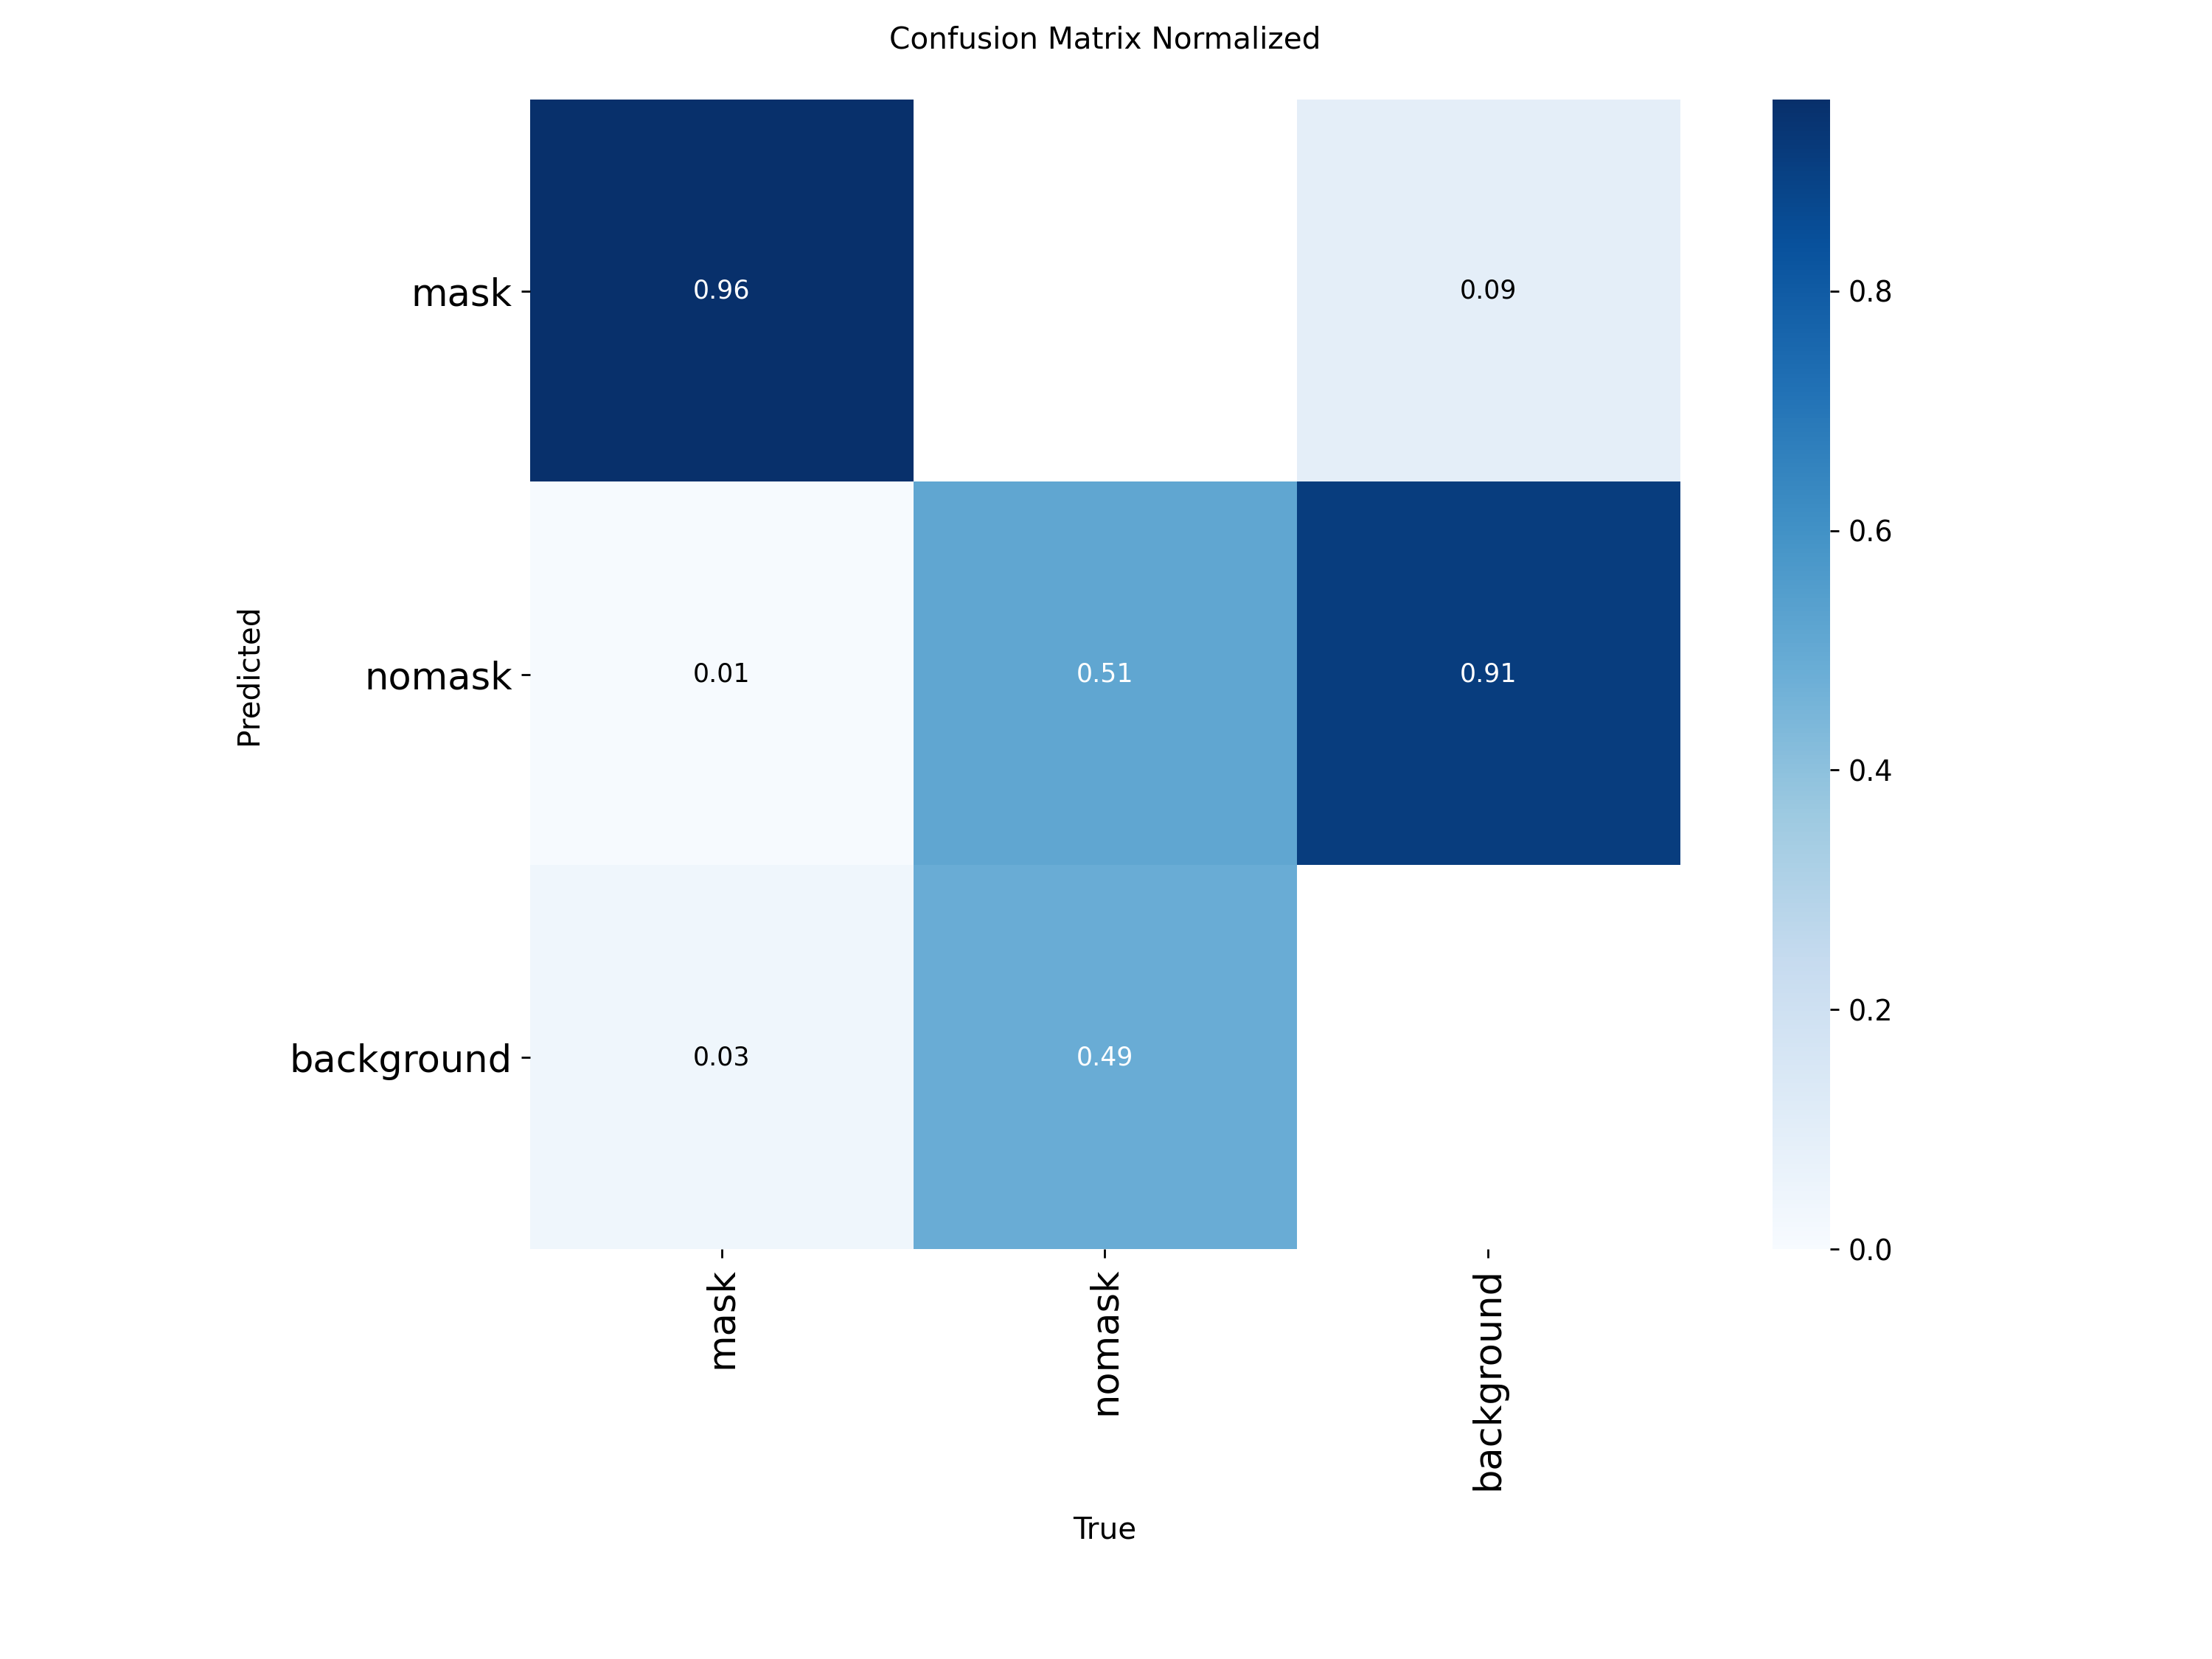 Confusion Matrix Normalized
mask
0.96
0.09
0.8
0.6
Predicted
nomask
0.01
0.51
0.91
0.4
0.2
background
0.03
0.49
0.0
mask
nomask
background
True